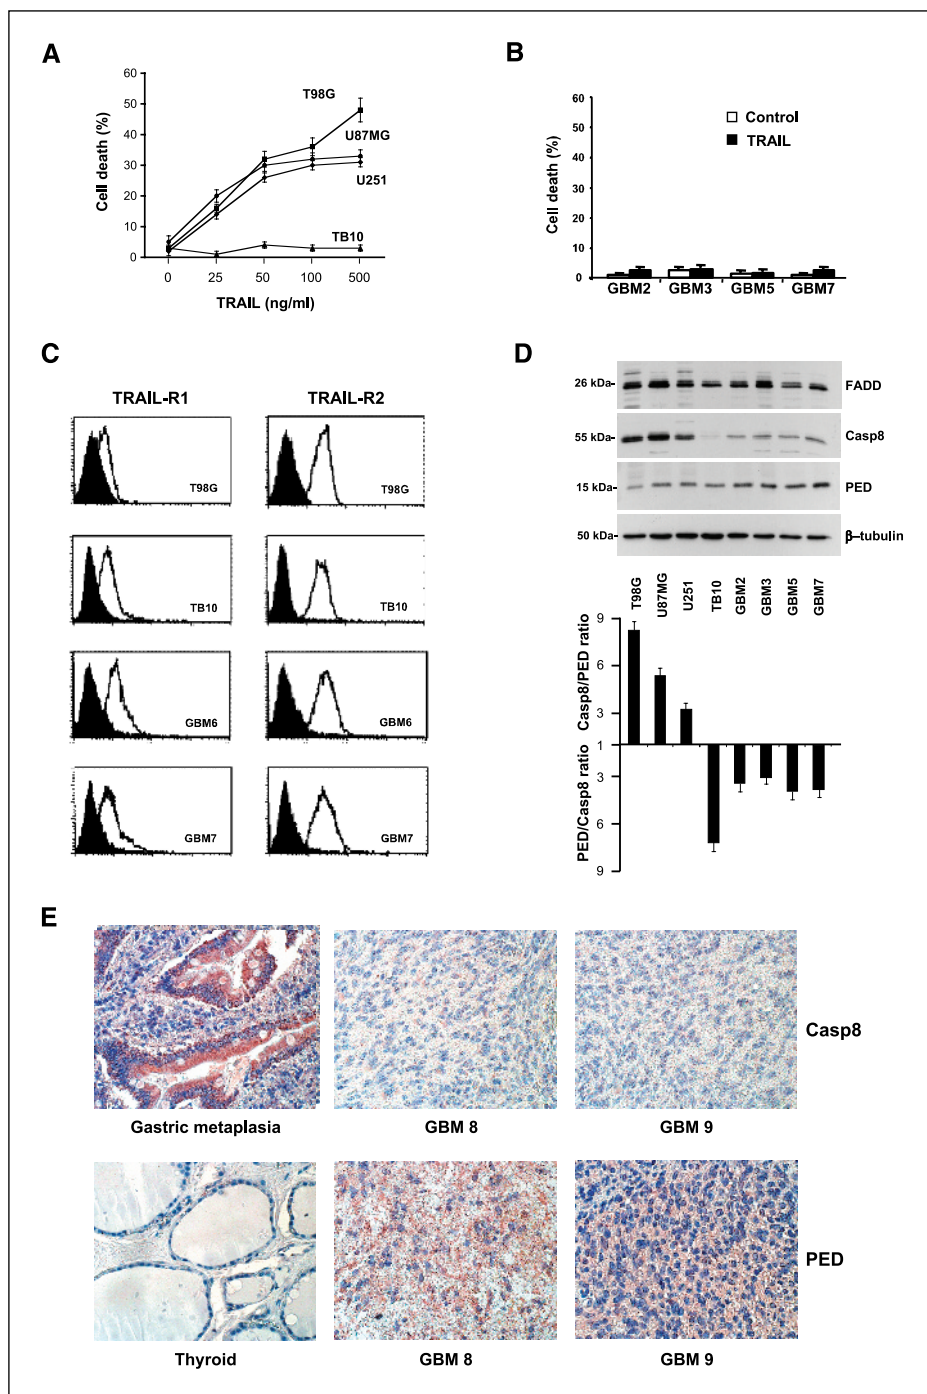 A
60
50
40
30
20
10
0
Cell death (%)
T98G
U87MG
U251
TB10
0 25 50 100 500
TRAIL (ng/ml)
B
60
50
40
30
20
10
0
Cell death (%)
Control
TRAIL
GBM2 GBM3 GBM5 GBM7
C
TRAIL-R1 TRAIL-R2
T98G T98G
TB10 TB10
GBM6 GBM6
GBM7 GBM7
D
26 kDa- FADD
55 kDa- Casp8
15 kDa- PED
50 kDa- β–tubulin
T98G U87MG U251 TB10 GBM2 GBM3 GBM5 GBM7
9
6
3
1
3
6
9
Casp8/PED ratio
PED/Casp8 ratio
E
Casp8
Gastric metaplasia GBM 8 GBM 9
PED
Thyroid GBM 8 GBM 9